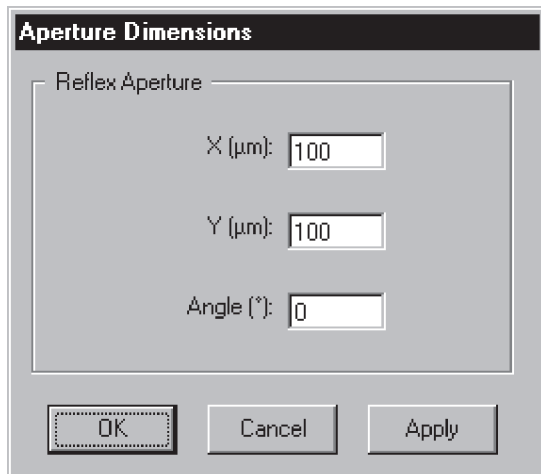 Aperture Dimensions
Reflex Aperture
X (µm): 100
Y (µm): 100
Angle (°): 0
OK Cancel Apply